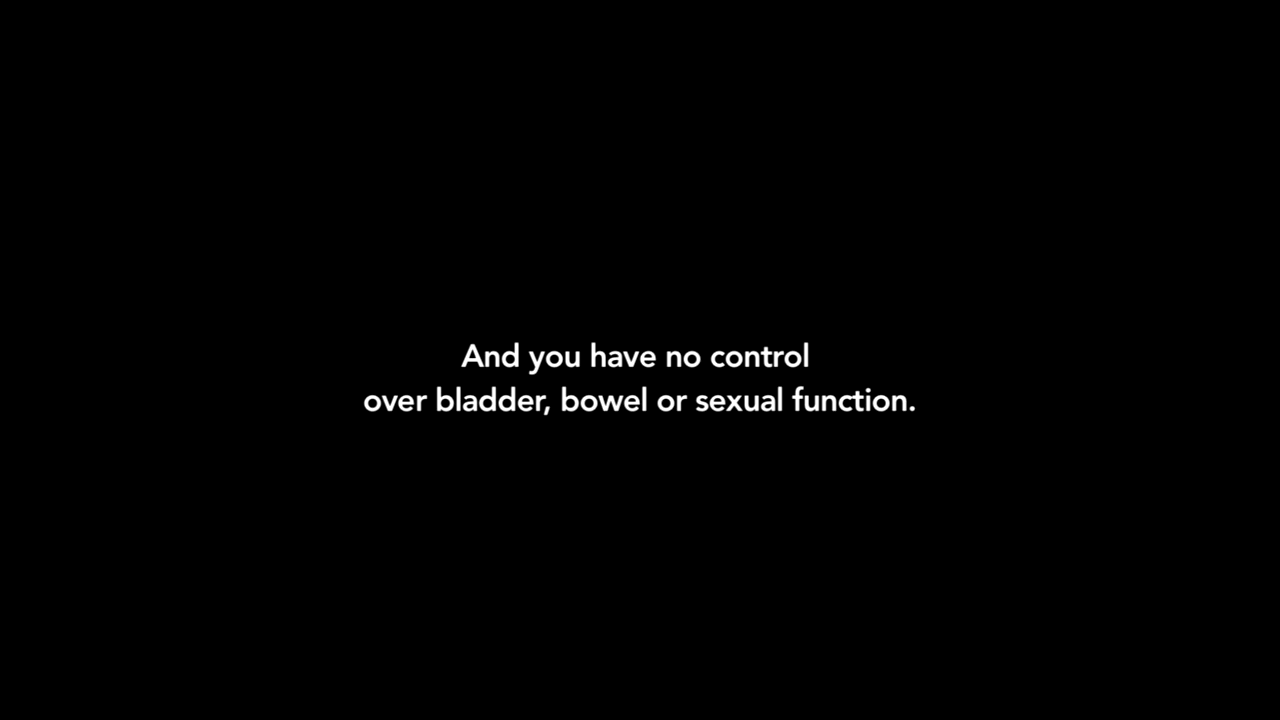 And you have no control
over bladder, bowel or sexual function.